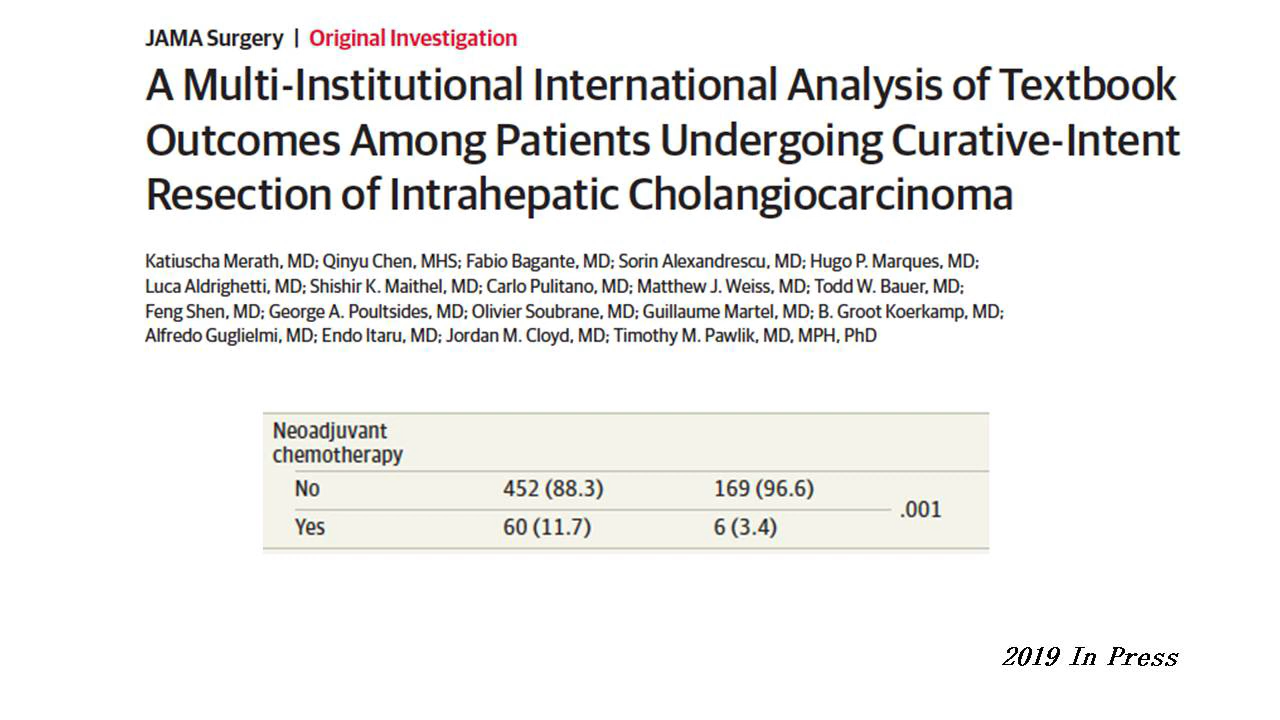 JAMA Surgery | Original Investigation
A Multi-Institutional International Analysis of Textbook
Outcomes Among Patients Undergoing Curative-Intent
Resection of Intrahepatic Cholangiocarcinoma
Katiuscha Merath, MD; Qinyu Chen, MHS; Fabio Bagante, MD; Sorin Alexandrescu, MD; Hugo P. Marques, MD;
Luca Aldrighetti, MD; Shishir K. Maithel, MD; Carlo Pulitano, MD; Matthew J. Weiss, MD; Todd W. Bauer, MD;
Feng Shen, MD; George A. Poultsides, MD; Olivier Soubrane, MD; Guillaume Martel, MD; B. Groot Koerkamp, MD;
Alfredo Guglielmi, MD; Endo Itaru, MD; Jordan M. Cloyd, MD; Timothy M. Pawlik, MD, MPH, PhD
Neoadjuvant
chemotherapy
No 452 (88.3) 169 (96.6)
.001
Yes 60 (11.7) 6 (3.4)
2019 In Press